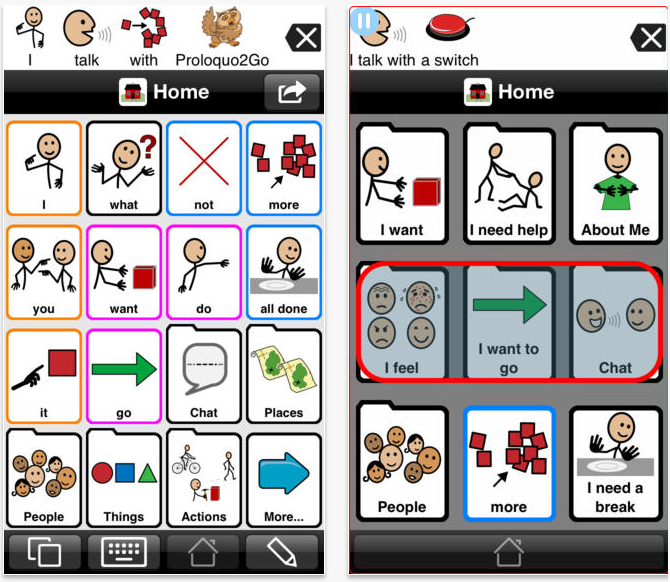 I talk with Proloquo2Go
Home
I what not more
you want do all done
it go Chat Places
People Things Actions More...
I talk with a switch
Home
I want I need help About Me
I feel I want to
go Chat
People more I need a
break